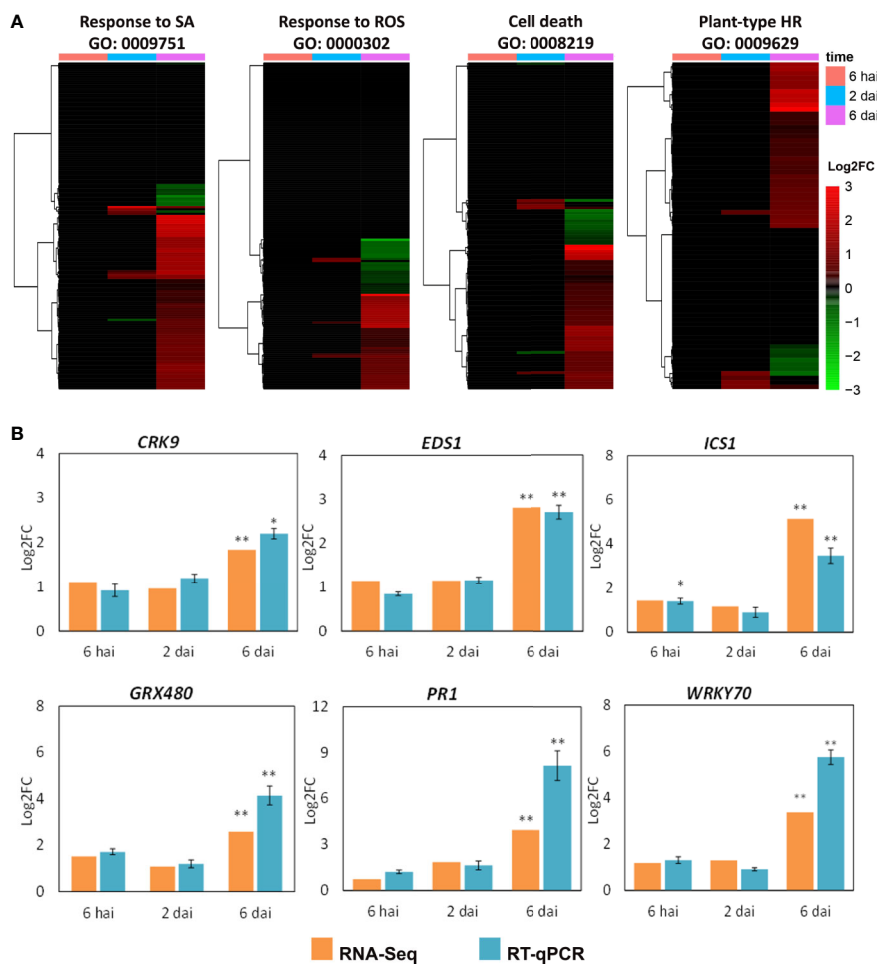 A
Response to SA
GO: 0009751
Response to ROS
GO: 0000302
Cell death
GO: 0008219
Plant-type HR
GO: 0009629
time
6 hai
2 dai
6 dai
Log2FC
3
2
1
0
−1
−2
−3
B
CRK9
Log2FC
4
3
2
1
0
** *
6 hai 2 dai 6 dai
EDS1
Log2FC
4
3
2
1
0
** **
6 hai 2 dai 6 dai
ICS1
Log2FC
8
6
4
2
0
* ** **
6 hai 2 dai 6 dai
GRX480
Log2FC
8
6
4
2
0
** **
6 hai 2 dai 6 dai
PR1
Log2FC
12
9
6
3
0
** **
6 hai 2 dai 6 dai
WRKY70
Log2FC
8
6
4
2
0
** **
6 hai 2 dai 6 dai
RNA-Seq RT-qPCR